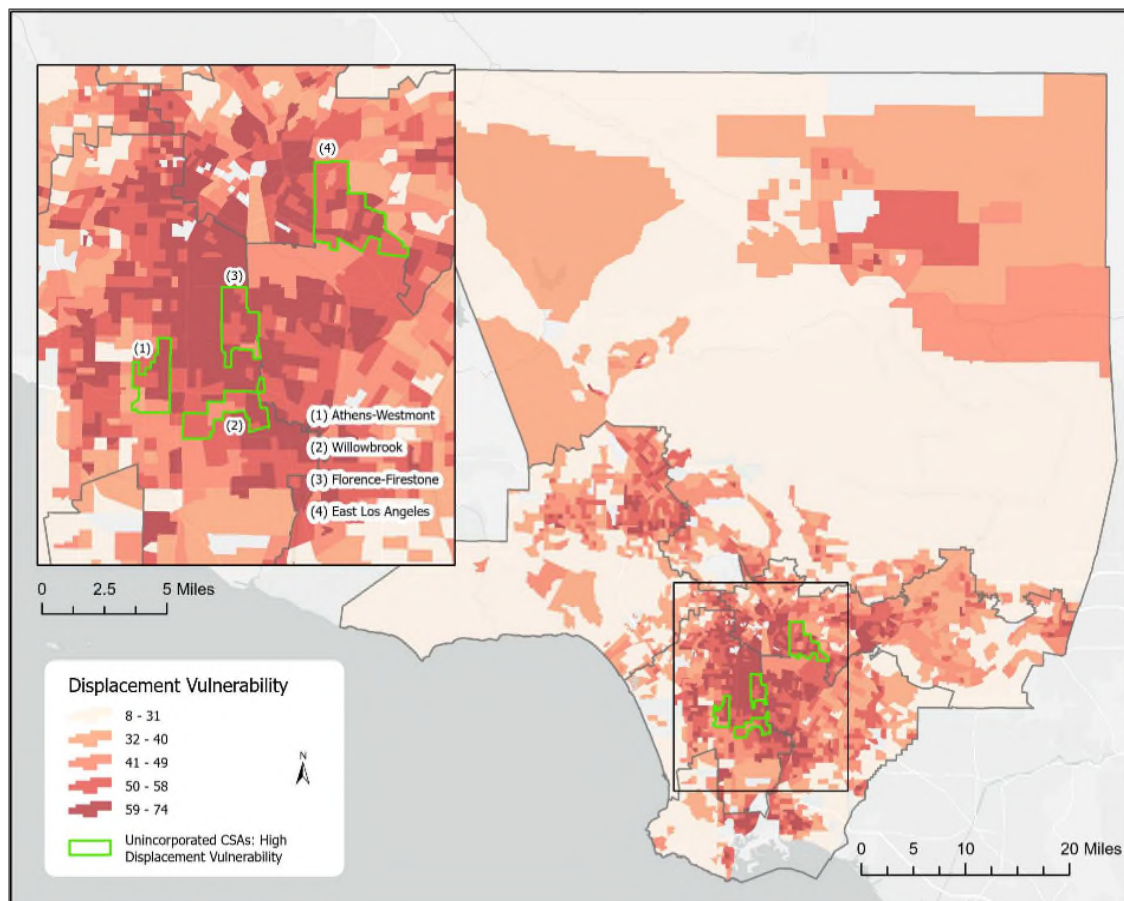 (4)
(3)
(1)
(2)
(1) Athens-Westmont
(2) Willowbrook
(3) Florence-Firestone
(4) East Los Angeles
0 2.5 5 Miles
Displacement Vulnerability
8 - 31
32 - 40
41 - 49
50 - 58
59 - 74
N
Unincorporated CSAs: High
Displacement Vulnerability
0 5 10 20 Miles